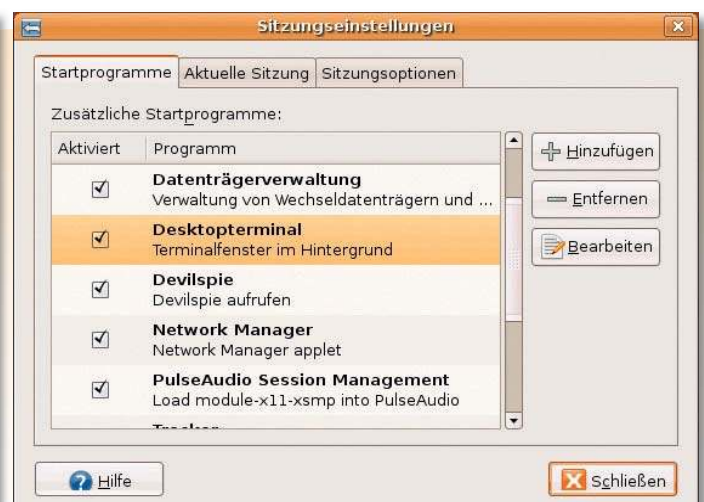 Sitzungseinstellungen
Startprogramme Aktuelle Sitzung Sitzungsoptionen
Zusätzliche Startprogramme:
Aktiviert Programm
Datenträgerverwaltung
Verwaltung von Wechseldatenträgern und ...
Desktopterminal
Terminalfenster im Hintergrund
Devilspie
Devilspie aufrufen
Network Manager
Network Manager applet
PulseAudio Session Management
Load module-x11-xsmp into PulseAudio
Hinzufügen
Entfernen
Bearbeiten
Hilfe
Schließen